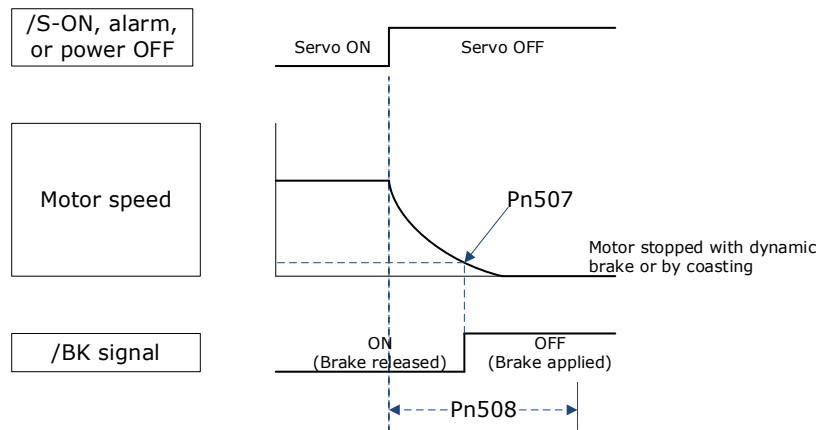 /S-ON, alarm,
or power OFF
Servo ON
Servo OFF
Motor speed
Pn507
Motor stopped with dynamic
brake or by coasting
/BK signal
ON
(Brake released)
OFF
(Brake applied)
Pn508